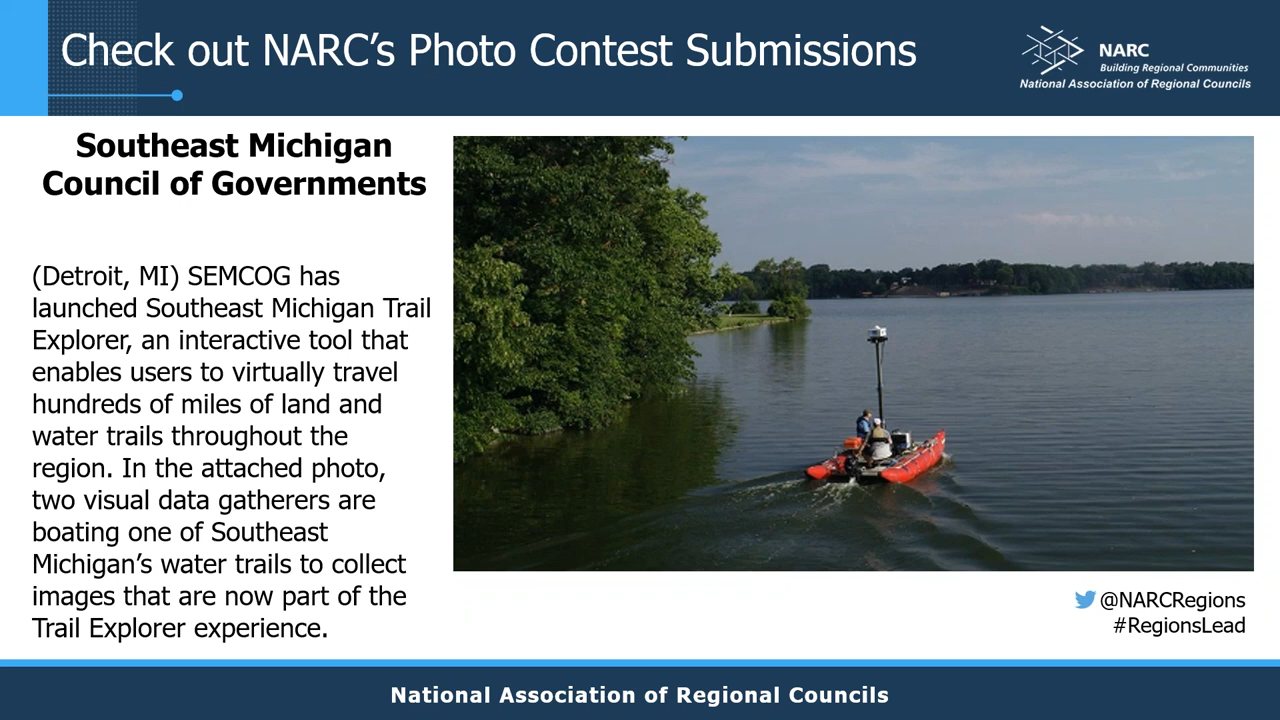 Check out NARC’s Photo Contest Submissions
NARC
Building Regional Communities
National Association of Regional Councils
Southeast Michigan
Council of Governments
(Detroit, MI) SEMCOG has
launched Southeast Michigan Trail
Explorer, an interactive tool that
enables users to virtually travel
hundreds of miles of land and
water trails throughout the
region. In the attached photo,
two visual data gatherers are
boating one of Southeast
Michigan’s water trails to collect
images that are now part of the
Trail Explorer experience.
@NARCRegions
#RegionsLead
National Association of Regional Councils